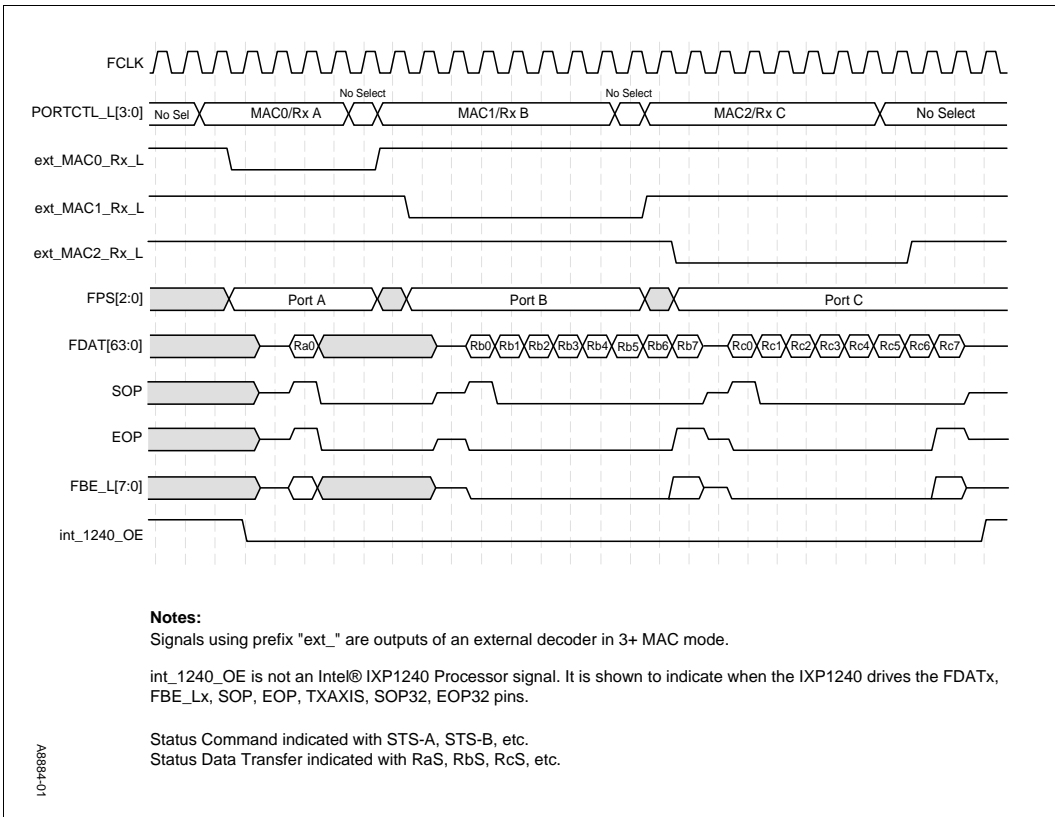 FCLK
No Select No Select
PORTCTL_L[3:0] No Sel MAC0/Rx A MAC1/Rx B MAC2/Rx C No Select
ext_MAC0_Rx_L
ext_MAC1_Rx_L
ext_MAC2_Rx_L
FPS[2:0] Port A Port B Port C
FDAT[63:0] Ra0 Rb0 Rb1 Rb2 Rb3 Rb4 Rb5 Rb6 Rb7 Rc0 Rc1 Rc2 Rc3 Rc4 Rc5 Rc6 Rc7
SOP
EOP
FBE_L[7:0]
int_1240_OE
Notes:
Signals using prefix "ext_" are outputs of an external decoder in 3+ MAC mode.
int_1240_OE is not an Intel® IXP1240 Processor signal. It is shown to indicate when the IXP1240 drives the FDATx,
FBE_Lx, SOP, EOP, TXAXIS, SOP32, EOP32 pins.
Status Command indicated with STS-A, STS-B, etc.
Status Data Transfer indicated with RaS, RbS, RcS, etc.
A8884-01